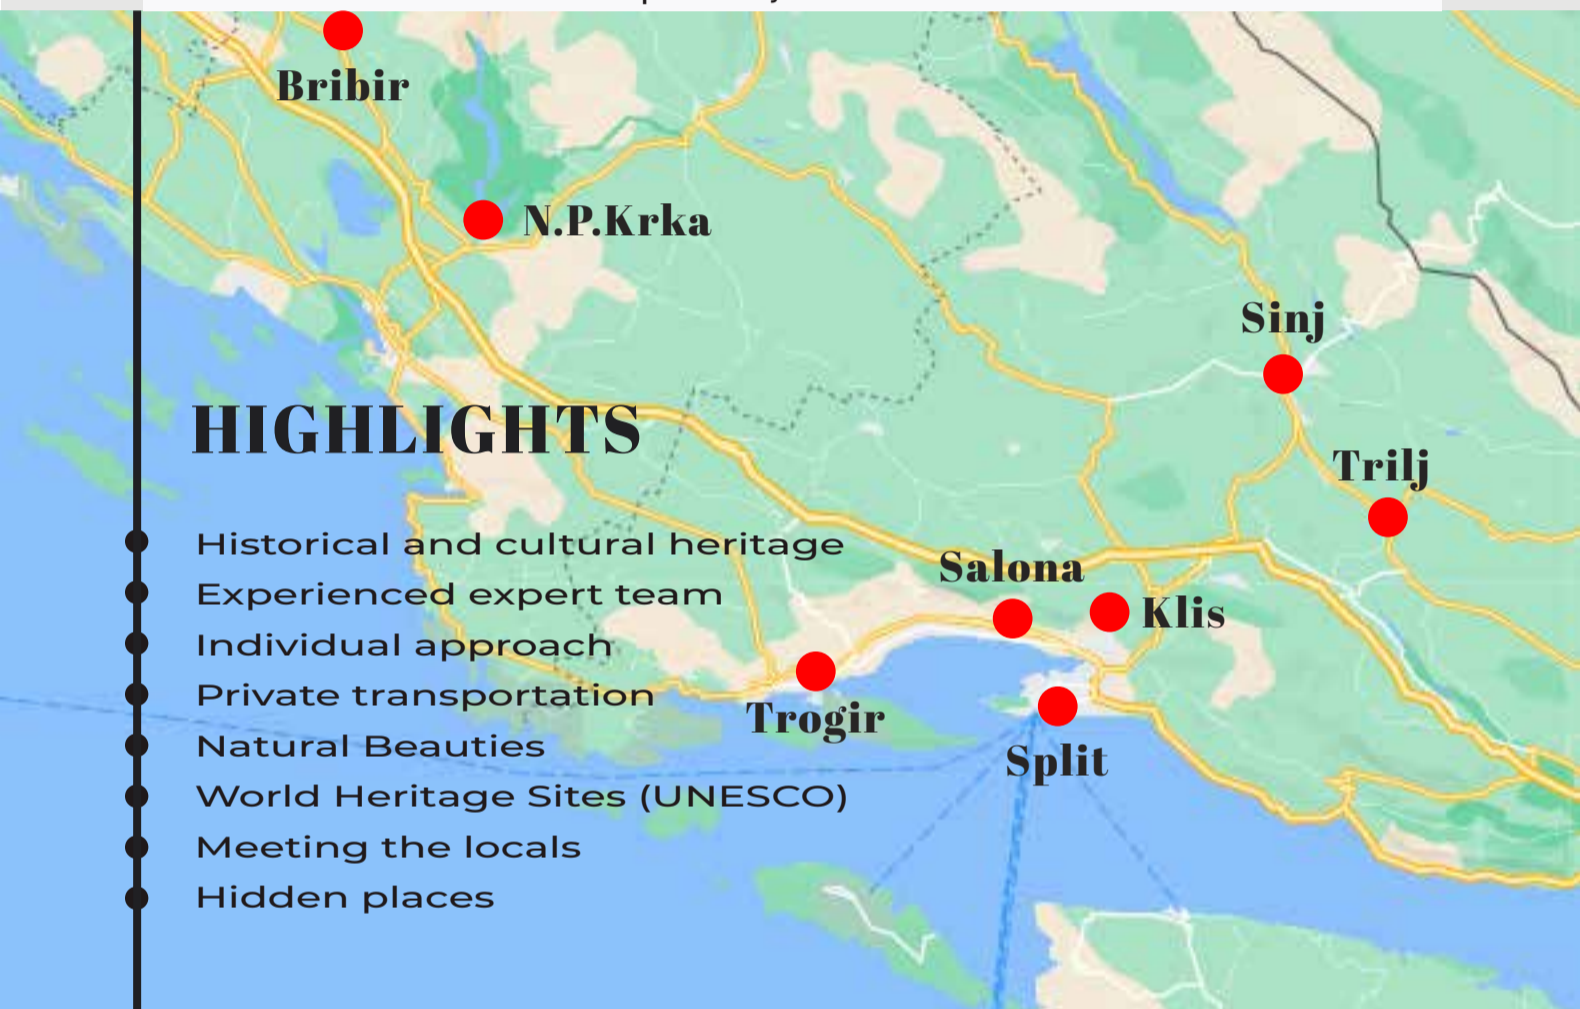 Bribir
N.P.Krka
Sinj
HIGHLIGHTS
Trilj
Historical and cultural heritage
Salona
Experienced expert team
Klis
Individual approach
Private transportation
Trogir
Natural Beauties
Split
World Heritage Sites (UNESCO)
Meeting the locals
Hidden places